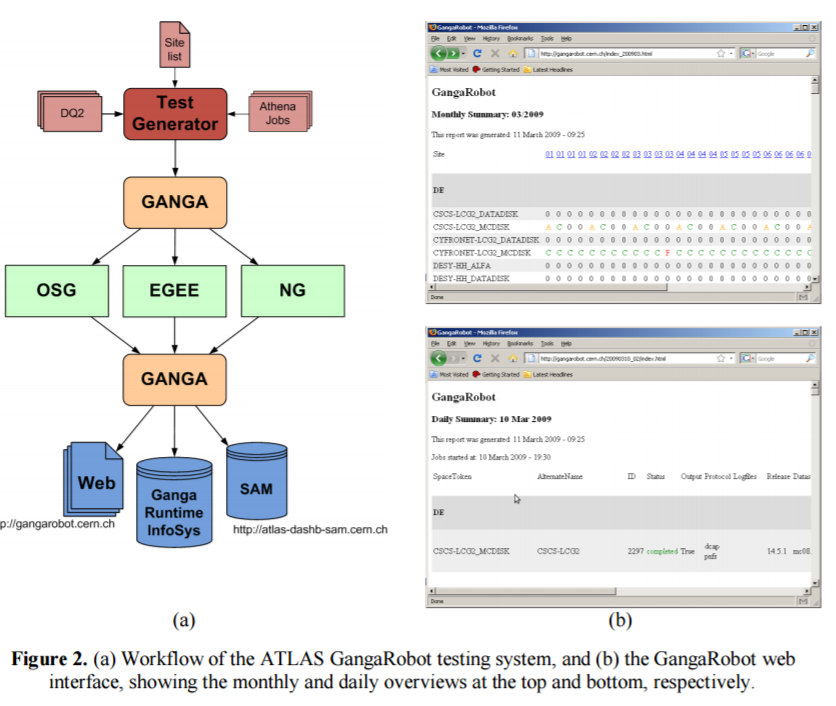 Site
list
DQ2
Test
Generator
Athena
Jobs
GANGA
OSG
EGEE
NG
GANGA
Web
Ganga
Runtime
InfoSys
SAM
p://gangarobot.cern.ch
http://atlas-dashb-sam.cern.ch
(a)
GangaRobot - Mozilla Firefox
File Edit View History Bookmarks Tools Help
http://gangarobot.cern.ch/index_200903.html
Google
Most Visited Getting Started Latest Headlines
GangaRobot
Monthly Summary: 03/2009
This report was generated: 11 March 2009 - 09:25
Site 01 01 01 01 02 02 02 02 03 03 03 03 04 04 04 04 05 05 05 05 06 06 06 06 0
DE
CSCS-LCG2_DATADISK 0 0 0 0 0 0 0 0 0 0 0 0 0 0 0 0 0 0 0 0 0 0 0 0 0
CSCS-LCG2_MCDISK A C 0 0 A C 0 0 A C 0 0 A C 0 0 A C 0 0 A C 0 0 A
CYFRONET-LCG2_DATADISK 0 0 0 0 0 0 0 0 0 0 0 0 0 0 0 0 0 0 0 0 0 0 0 0 0
CYFRONET-LCG2_MCDISK C C C C C C C C C C C F C C C C C C C C C C C C C
DESY-HH_ALFA 0 0 0 0 0 0 0 0 0 0 0 0 0 0 0 0 0 0 0 0 0 0 0 0 0
DESY-HH_DATADISK 0 0 0 0 0 0 0 0 0 0 0 0 0 0 0 0 0 0 0 0 0 0 0 0 0
Done
GangaRobot - Mozilla Firefox
File Edit View History Bookmarks Tools Help
http://gangarobot.cern.ch/20090310_02/index.html
Google
Most Visited Getting Started Latest Headlines
GangaRobot
Daily Summary: 10 Mar 2009
This report was generated: 11 March 2009 - 09:25
Jobs started at: 10 March 2009 - 19:30
SpaceToken AlternateName ID Status Output Protocol Logfiles Release Datas
DE
CSCS-LCG2_MCDISK CSCS-LCG2 2297 completed True dcap 14.5.1 mc08.
pnfs
Done
(b)
Figure 2. (a) Workflow of the ATLAS GangaRobot testing system, and (b) the GangaRobot web
interface, showing the monthly and daily overviews at the top and bottom, respectively.